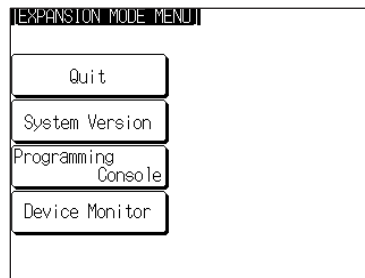 [EXPANSION MODE MENU]
Quit
System Version
Programming
Console
Device Monitor